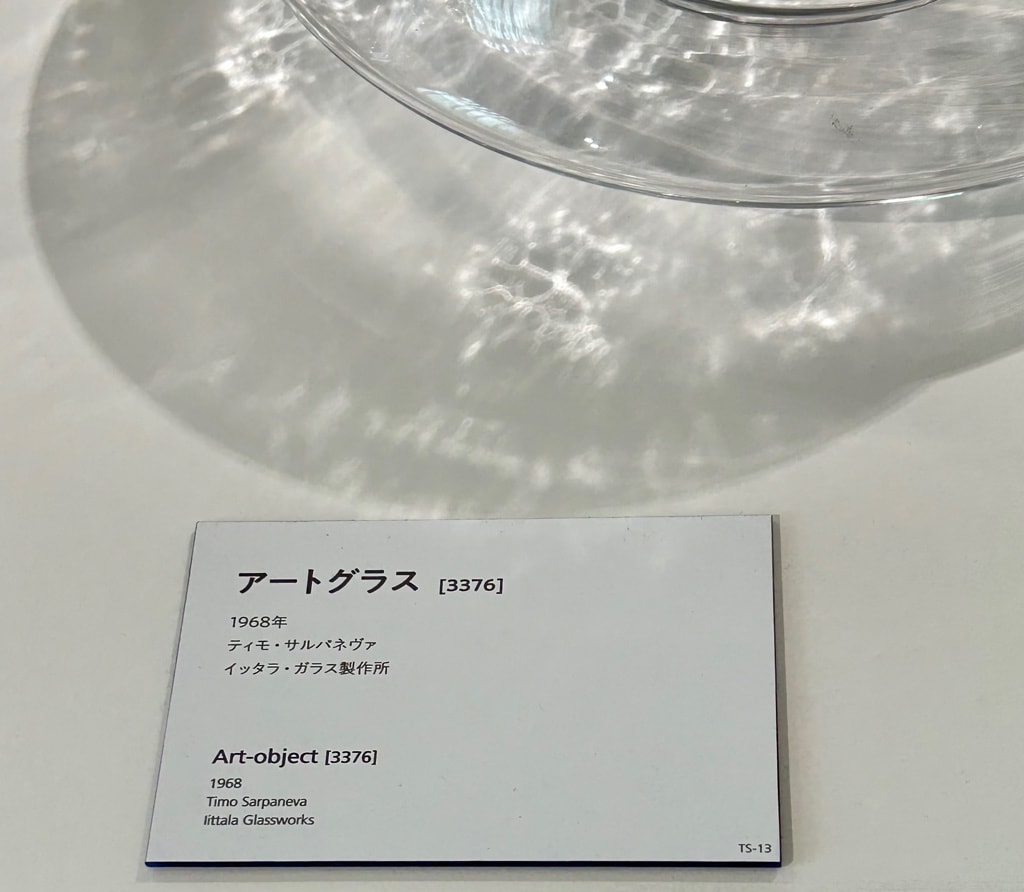 アートグラス [3376]
1968年
ティモ・サルパネヴァ
イッタラ・ガラス製作所
Art-object [3376]
1968
Timo Sarpaneva
Iittala Glassworks
TS-13